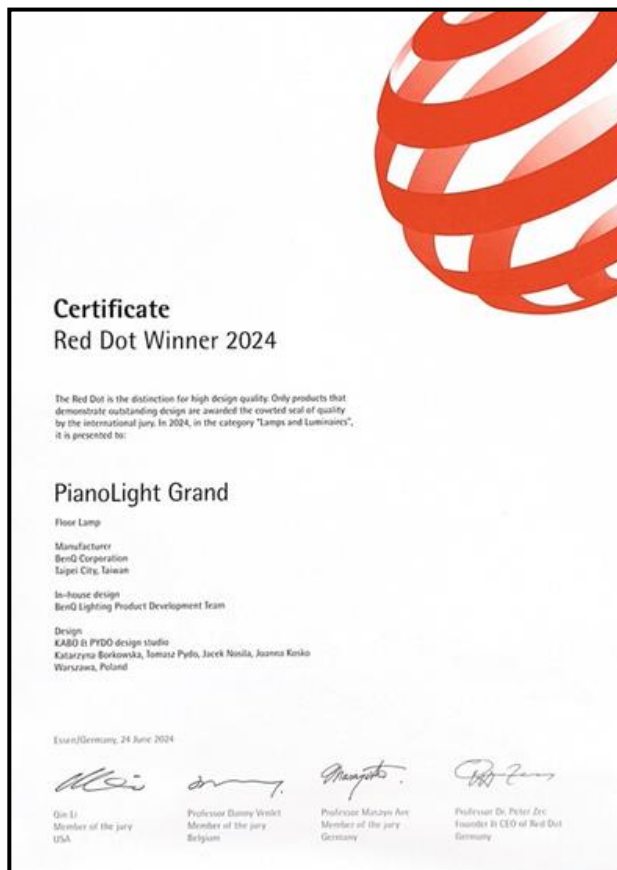 Certificate
Red Dot Winner 2024
The Red Dot is the distinction for high design quality. Only products that
demonstrate outstanding design are awarded the coveted seal of quality
by the international jury. In 2024, in the category "Lamps and Luminaires",
it is presented to:
PianoLight Grand
Floor Lamp
Manufacturer
BenQ Corporation
Taipei City, Taiwan
In-house design
BenQ Lighting Product Development Team
Design
KABO & PYDO design studio
Katarzyna Borkowska, Tomasz Pydo, Jacek Nosila, Joanna Kosko
Warszawa, Poland
Essen/Germany, 24 June 2024
Qin Li
Member of the jury
USA
Professor Danny Venlet
Member of the jury
Belgium
Professor Masayo Ave
Member of the jury
Germany
Professor Dr. Peter Zec
Founder & CEO of Red Dot
Germany